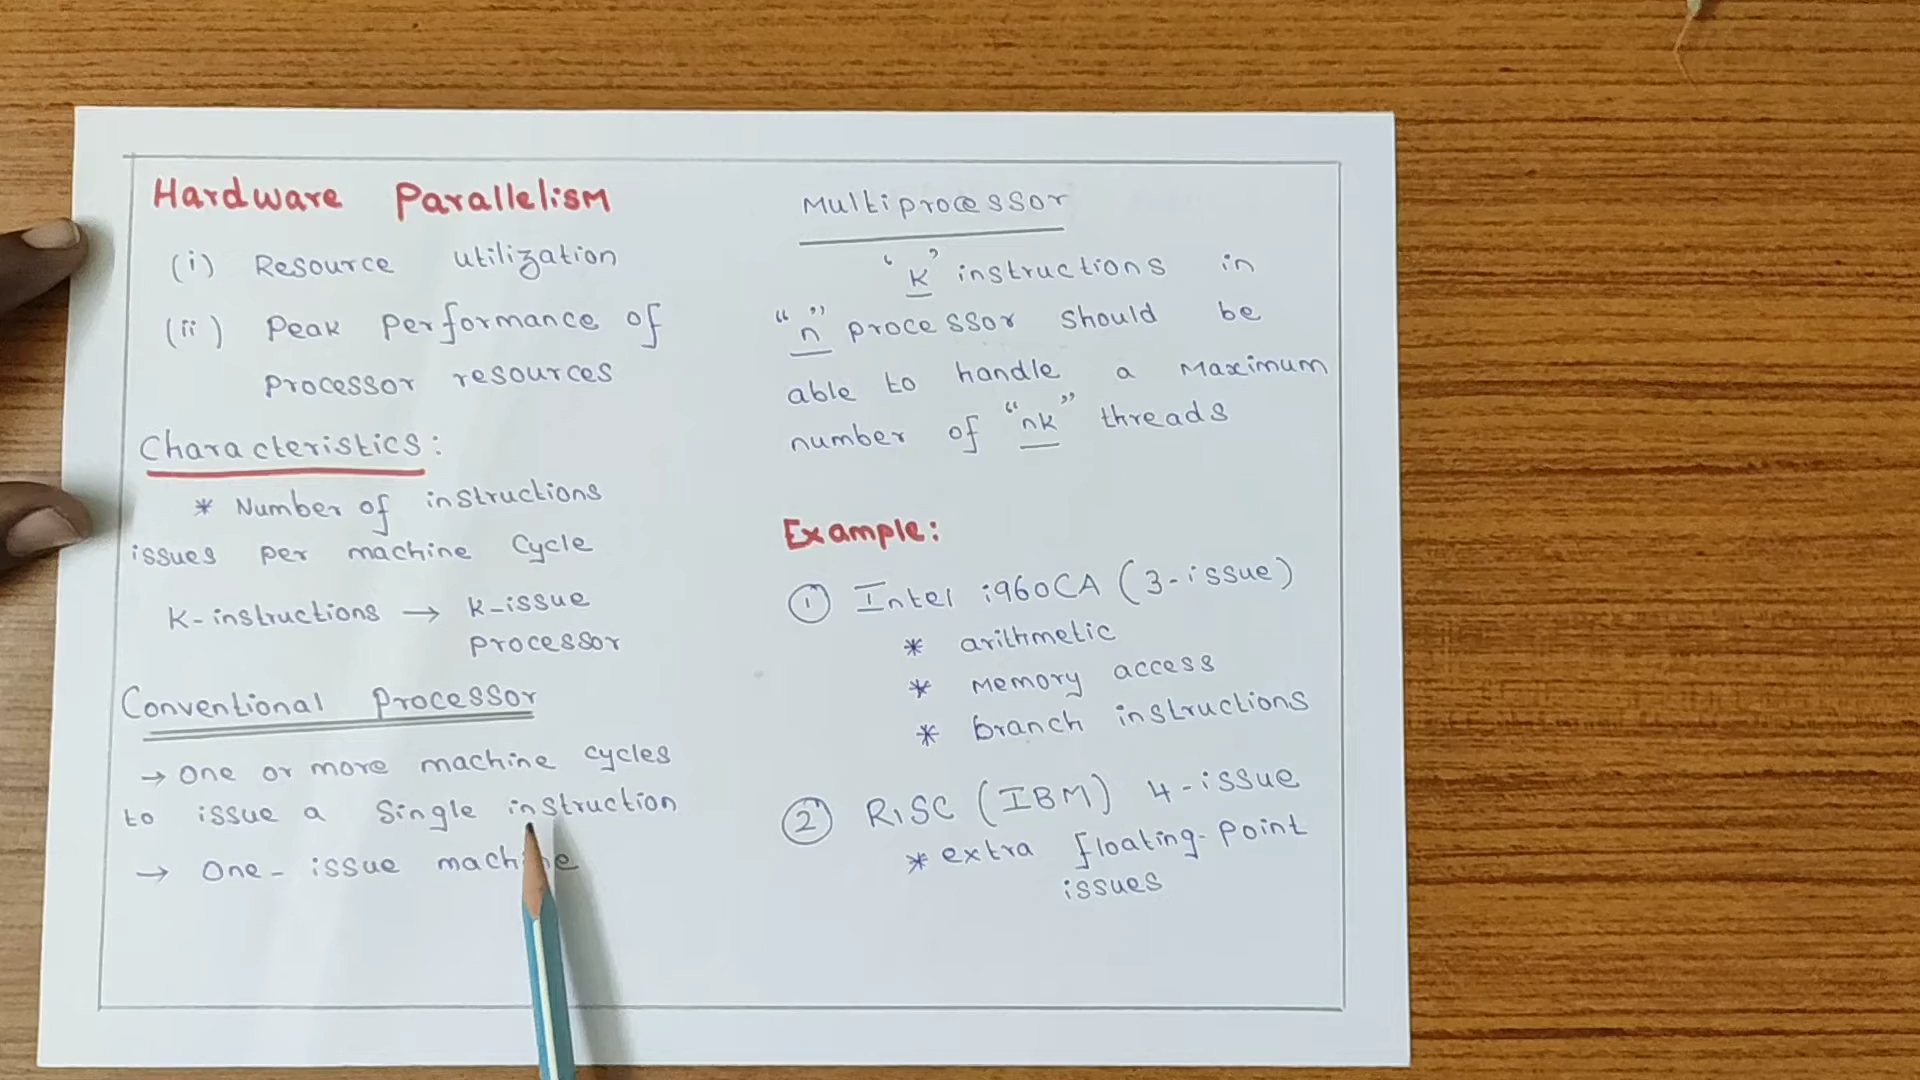 Hardware Parallelism
(i) Resource utilization
(ii) Peak performance of
processor resources
Characteristics:
* Number of instructions
issues per machine cycle
K-instructions → k-issue
processor
Conventional Processor
→ One or more machine cycles
to issue a single instruction
→ One-issue machine
Multiprocessor
‘k’ instructions in
“n” processor should be
able to handle a maximum
number of “nk” threads
Example:
① Intel i960CA (3-issue)
* arithmetic
* memory access
* branch instructions
② RISC (IBM) 4-issue
* extra floating-point
issues